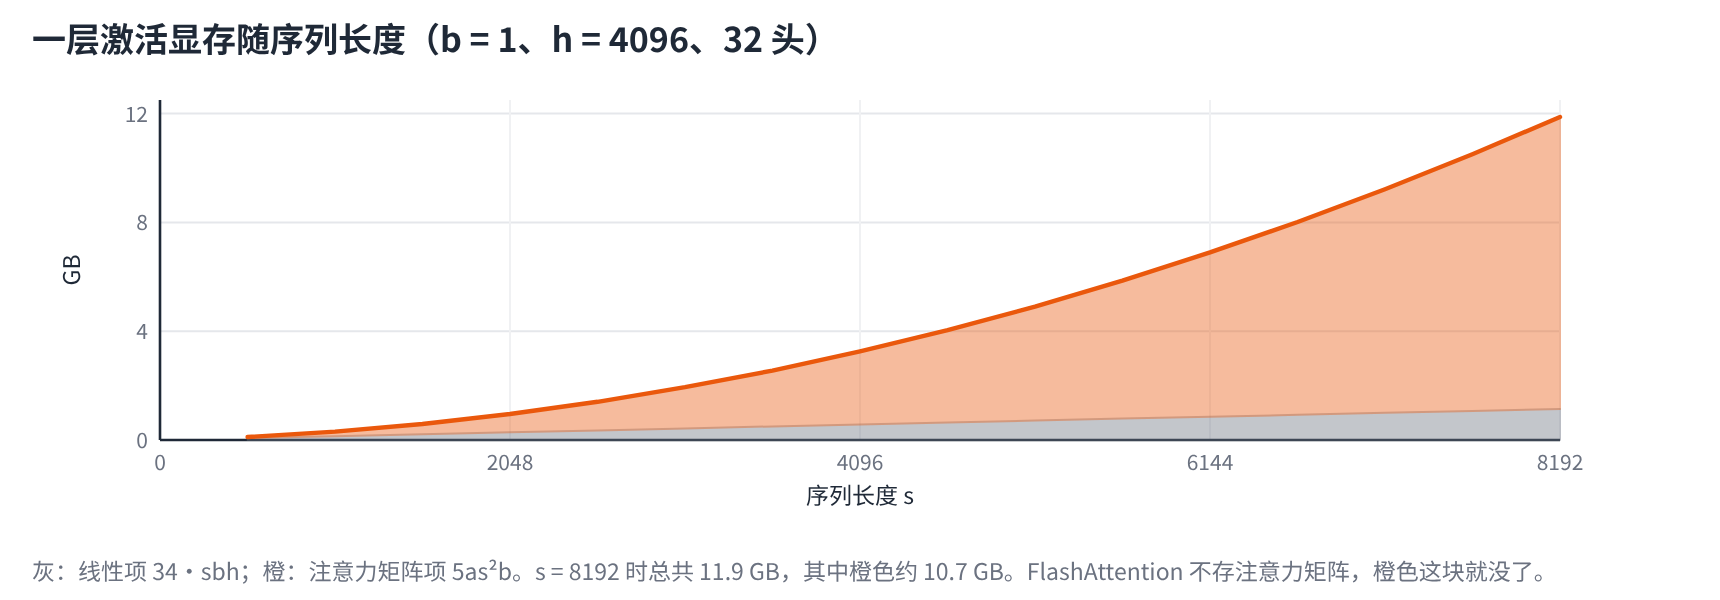 一层激活显存随序列长度（b = 1、h = 4096、32 头）
12
8
4
0
GB
0 2048 4096 6144 8192
序列长度 s
灰：线性项 34·sbh；橙：注意力矩阵项 5as²b。s = 8192 时总共 11.9 GB，其中橙色约 10.7 GB。FlashAttention 不存注意力矩阵，橙色这块就没了。